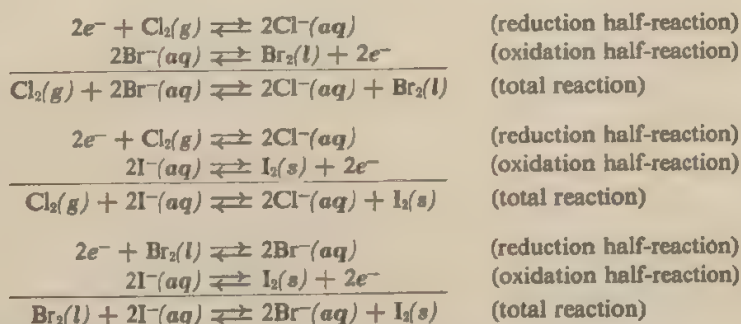 2e⁻ + Cl₂(g) ⇄ 2Cl⁻(aq) (reduction half-reaction)
2Br⁻(aq) ⇄ Br₂(l) + 2e⁻ (oxidation half-reaction)
Cl₂(g) + 2Br⁻(aq) ⇄ 2Cl⁻(aq) + Br₂(l) (total reaction)
2e⁻ + Cl₂(g) ⇄ 2Cl⁻(aq) (reduction half-reaction)
2I⁻(aq) ⇄ I₂(s) + 2e⁻ (oxidation half-reaction)
Cl₂(g) + 2I⁻(aq) ⇄ 2Cl⁻(aq) + I₂(s) (total reaction)
2e⁻ + Br₂(l) ⇄ 2Br⁻(aq) (reduction half-reaction)
2I⁻(aq) ⇄ I₂(s) + 2e⁻ (oxidation half-reaction)
Br₂(l) + 2I⁻(aq) ⇄ 2Br⁻(aq) + I₂(s) (total reaction)